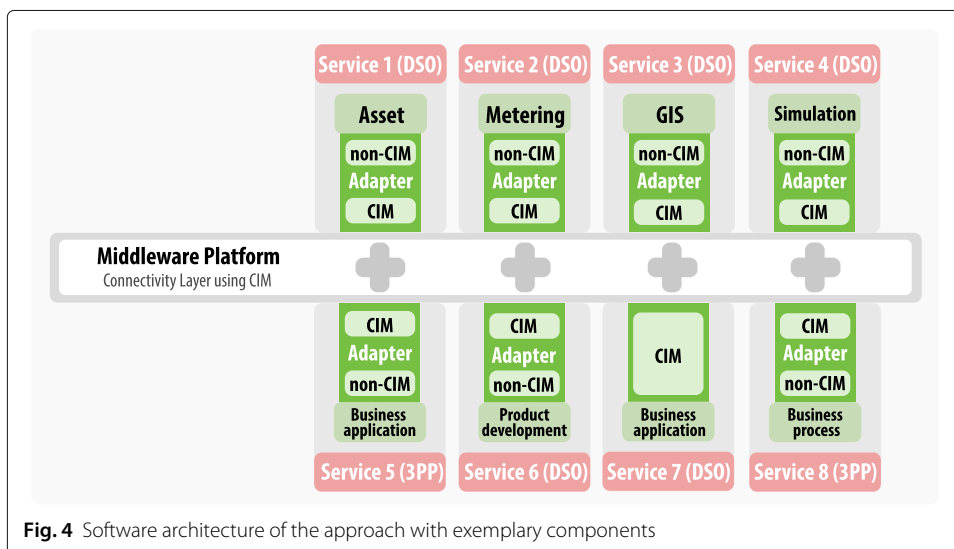 Service 1 (DSO) Service 2 (DSO) Service 3 (DSO) Service 4 (DSO)
Asset Metering GIS Simulation
non-CIM non-CIM non-CIM non-CIM
Adapter Adapter Adapter Adapter
CIM CIM CIM CIM
Middleware Platform
Connectivity Layer using CIM
CIM CIM CIM CIM
Adapter Adapter Adapter
non-CIM non-CIM non-CIM
Business Product Business Business
application development application process
Service 5 (3PP) Service 6 (DSO) Service 7 (DSO) Service 8 (3PP)
Fig. 4 Software architecture of the approach with exemplary components